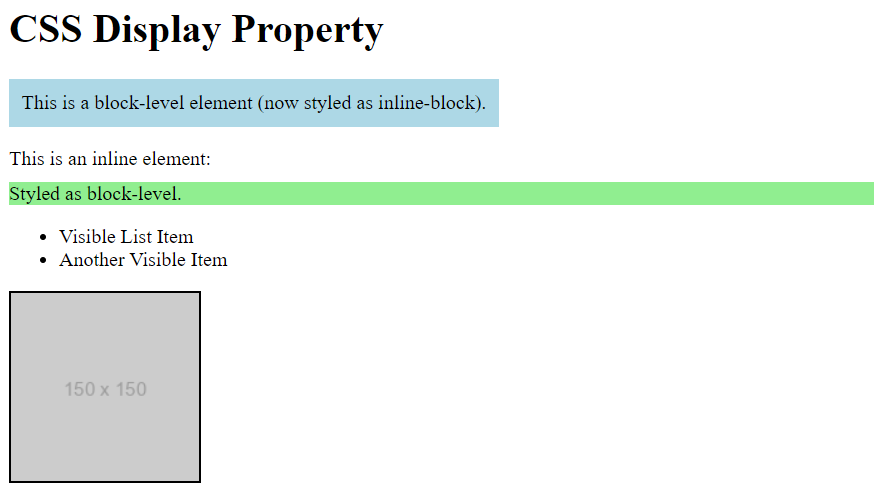 CSS Display Property
This is a block-level element (now styled as inline-block).
This is an inline element:
Styled as block-level.
Visible List Item
Another Visible Item
150 x 150